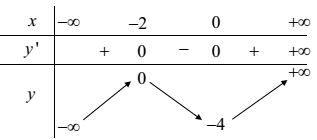 x −∞ −2 0 +∞
y' + 0 − 0 + +∞
y −∞ 0 −4 +∞